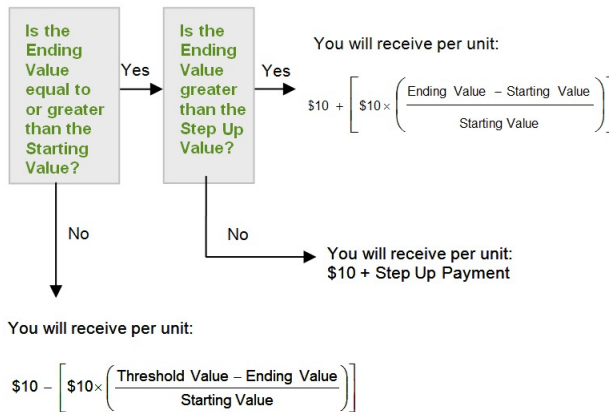 Is the
Ending
Value
equal to
or greater
than the
Starting
Value?
Yes
Is the
Ending
Value
greater
than the
Step Up
Value?
Yes
You will receive per unit:
$10 + [ $10 × ( Ending Value – Starting Value
Starting Value ) ]
No
No
You will receive per unit:
$10 + Step Up Payment
You will receive per unit:
$10 – [ $10× ( Threshold Value – Ending Value
Starting Value ) ]